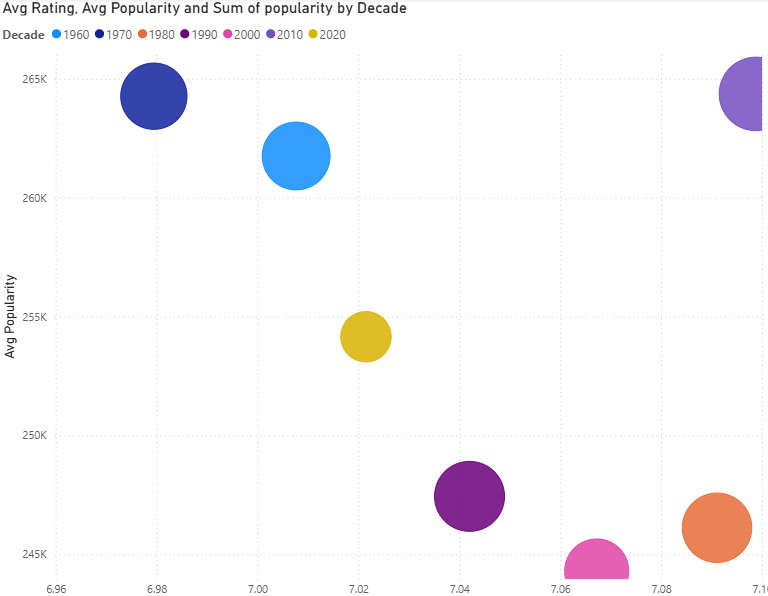 Avg Rating, Avg Popularity and Sum of popularity by Decade
Decade 1960 1970 1980 1990 2000 2010 2020
265K
260K
255K
250K
245K
Avg Popularity
6.96 6.98 7.00 7.02 7.04 7.06 7.08 7.10